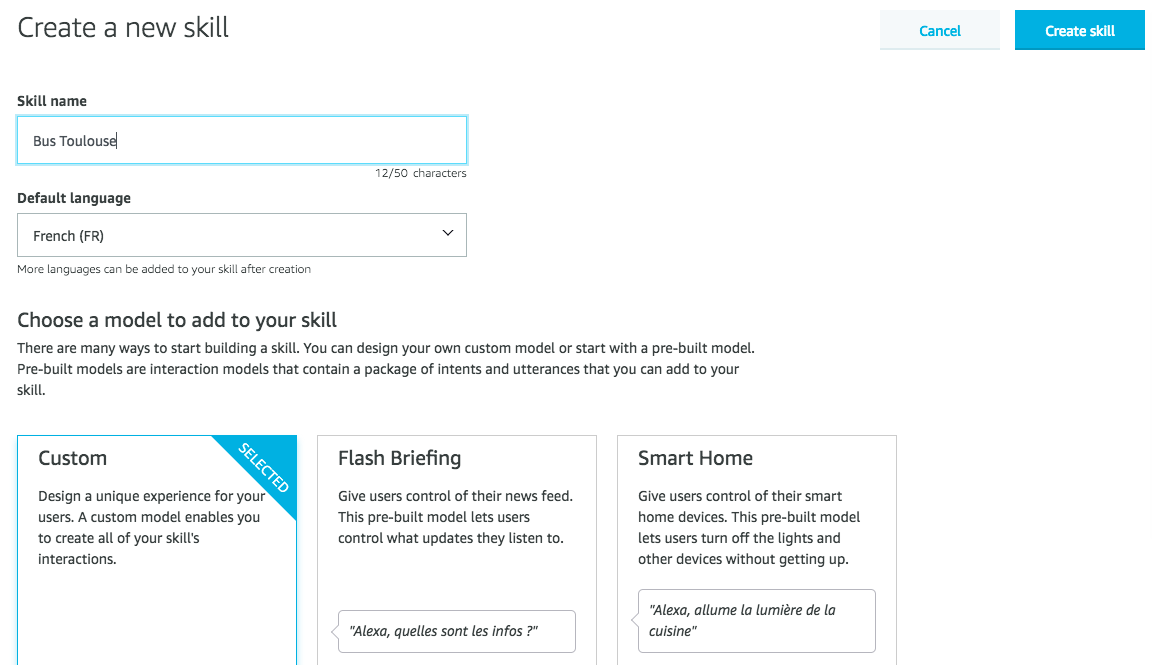 Create a new skill
Cancel
Create skill
Skill name
Bus Toulouse
12/50 characters
Default language
French (FR)
More languages can be added to your skill after creation
Choose a model to add to your skill
There are many ways to start building a skill. You can design your own custom model or start with a pre-built model.
Pre-built models are interaction models that contain a package of intents and utterances that you can add to your
skill.
Custom
SELECTED
Design a unique experience for your
users. A custom model enables you
to create all of your skill's
interactions.
Flash Briefing
Give users control of their news feed.
This pre-built model lets users
control what updates they listen to.
"Alexa, quelles sont les infos ?"
Smart Home
Give users control of their smart
home devices. This pre-built model
lets users turn off the lights and
other devices without getting up.
"Alexa, allume la lumière de la
cuisine"